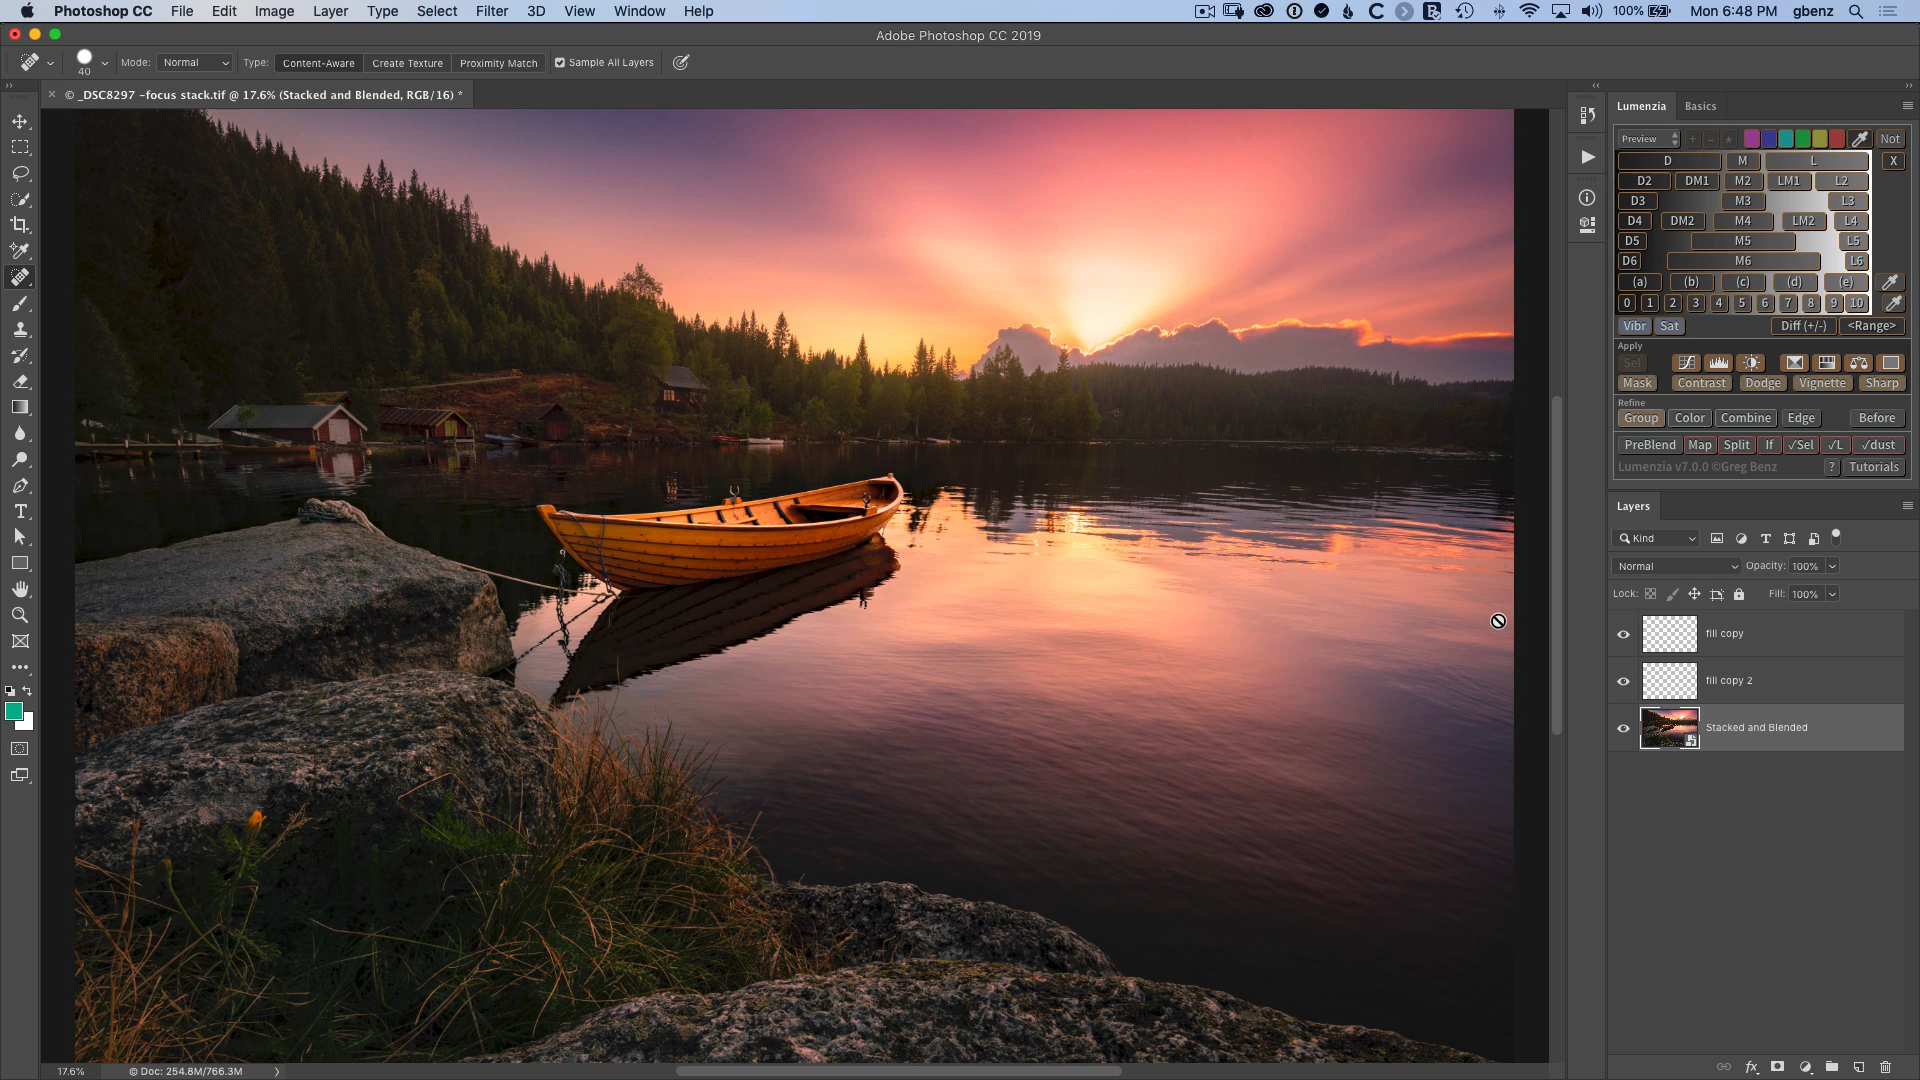 Photoshop CC File Edit Image Layer Type Select Filter 3D View Window Help 100% Mon 6:48 PM gbenz
Adobe Photoshop CC 2019
40 Mode: Normal Type: Content-Aware Create Texture Proximity Match Sample All Layers
© _DSC8297 -focus stack.tif @ 17.6% (Stacked and Blended, RGB/16) *
Lumenzia Basics
Preview + - Not
D M L X
D2 DM1 M2 LM1 L2
D3 M3 L3
D4 DM2 M4 LM2 L4
D5 M5 L5
D6 M6 L6
(a) (b) (c) (d) (e)
0 1 2 3 4 5 6 7 8 9 10
Vibr Sat Diff (+/-) <Range>
Apply
Sel
Mask Contrast Dodge Vignette Sharp
Refine
Group Color Combine Edge Before
PreBlend Map Split If √Sel √L √dust
Lumenzia v7.0.0 ©Greg Benz ? Tutorials
Layers
Kind
Normal Opacity: 100%
Lock: Fill: 100%
fill copy
fill copy 2
Stacked and Blended
fx
17.6% © Doc: 254.8M/766.3M